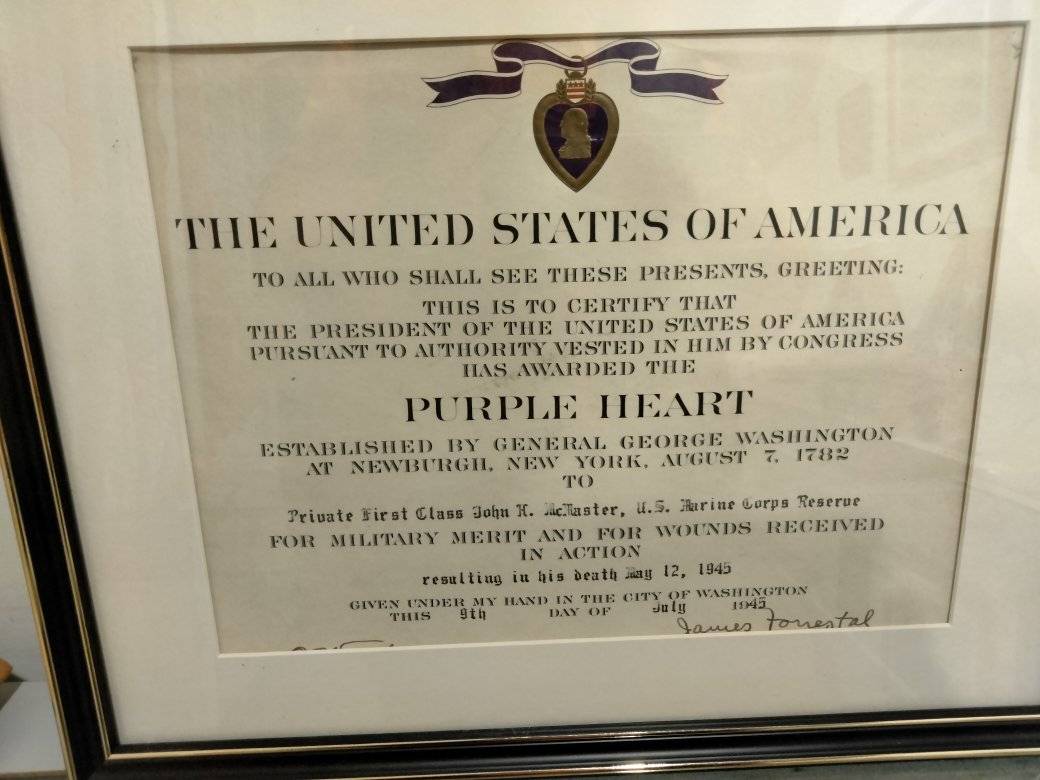 THE UNITED STATES OF AMERICA
TO ALL WHO SHALL SEE THESE PRESENTS, GREETING:
THIS IS TO CERTIFY THAT
THE PRESIDENT OF THE UNITED STATES OF AMERICA
PURSUANT TO AUTHORITY VESTED IN HIM BY CONGRESS
HAS AWARDED THE
PURPLE HEART
ESTABLISHED BY GENERAL GEORGE WASHINGTON
AT NEWBURGH, NEW YORK, AUGUST 7, 1782
TO
Private First Class John H. McMaster, U.S. Marine Corps Reserve
FOR MILITARY MERIT AND FOR WOUNDS RECEIVED
IN ACTION
resulting in his death May 12, 1945
GIVEN UNDER MY HAND IN THE CITY OF WASHINGTON
THIS 9th DAY OF July 1945
James Forrestal